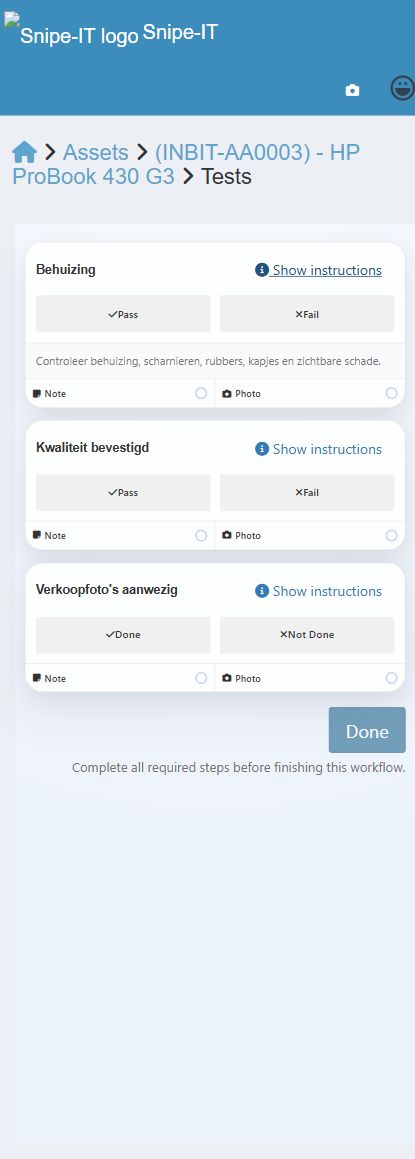 Snipe-IT logo Snipe-IT
Assets (INBIT-AA0003) - HP
ProBook 430 G3 Tests
Behuizing Show instructions
Pass Fail
Controleer behuizing, scharnieren, rubbers, kapjes en zichtbare schade.
Note Photo
Kwaliteit bevestigd Show instructions
Pass Fail
Note Photo
Verkoopfoto's aanwezig Show instructions
Done Not Done
Note Photo
Done
Complete all required steps before finishing this workflow.